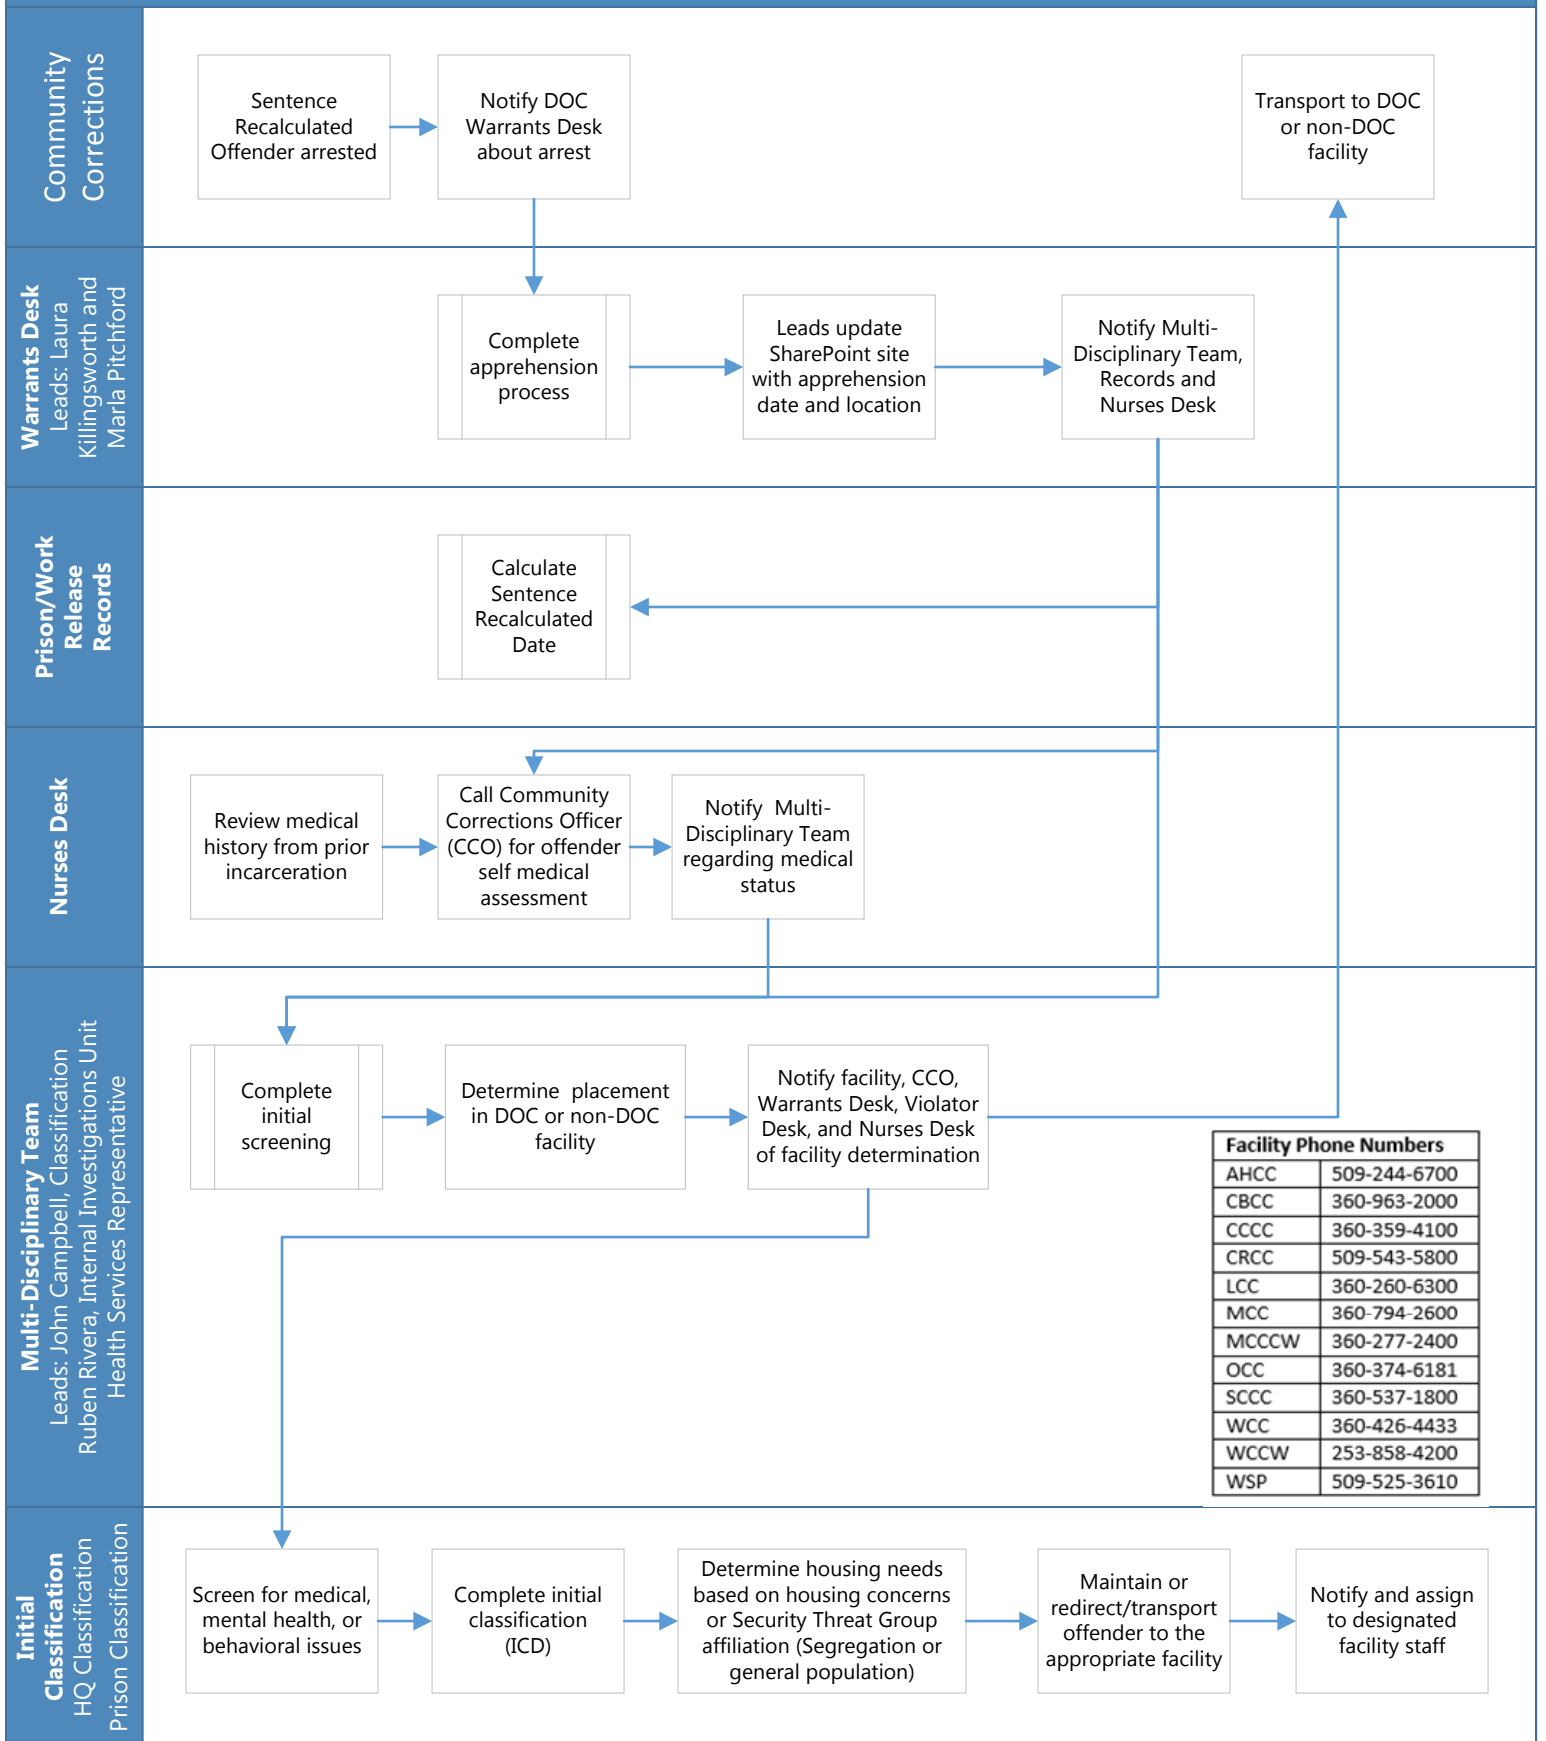 Community
Corrections
Sentence
Recalculated
Offender arrested
Notify DOC
Warrants Desk
about arrest
Transport to DOC
or non-DOC
facility
Warrants Desk
Leads: Laura
Killingsworth and
Marla Pitchford
Complete
apprehension
process
Leads update
SharePoint site
with apprehension
date and location
Notify Multi-
Disciplinary Team,
Records and
Nurses Desk
Prison/Work
Release
Records
Calculate
Sentence
Recalculated
Date
Nurses Desk
Review medical
history from prior
incarceration
Call Community
Corrections Officer
(CCO) for offender
self medical
assessment
Notify Multi-
Disciplinary Team
regarding medical
status
Multi-Disciplinary Team
Leads: John Campbell, Classification
Ruben Rivera, Internal Investigations Unit
Health Services Representative
Complete
initial
screening
Determine placement
in DOC or non-DOC
facility
Notify facility, CCO,
Warrants Desk, Violator
Desk, and Nurses Desk
of facility determination
Facility Phone Numbers
AHCC 509-244-6700
CBCC 360-963-2000
CCCC 360-359-4100
CRCC 509-543-5800
LCC 360-260-6300
MCC 360-794-2600
MCCCW 360-277-2400
OCC 360-374-6181
SCCC 360-537-1800
WCC 360-426-4433
WCCW 253-858-4200
WSP 509-525-3610
Initial
Classification
HQ Classification
Prison Classification
Screen for medical,
mental health, or
behavioral issues
Complete initial
classification
(ICD)
Determine housing needs
based on housing concerns
or Security Threat Group
affiliation (Segregation or
general population)
Maintain or
redirect/transport
offender to the
appropriate facility
Notify and assign
to designated
facility staff